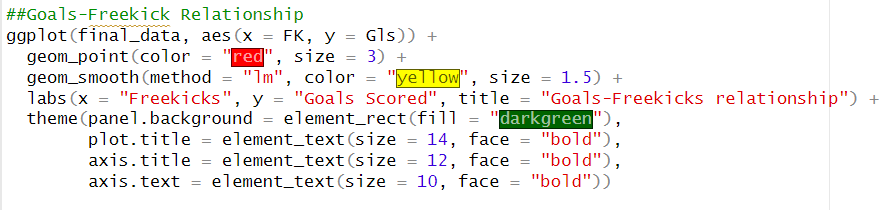 ##Goals-Freekick Relationship
ggplot(final_data, aes(x = FK, y = Gls)) +
  geom_point(color = "red", size = 3) +
  geom_smooth(method = "lm", color = "yellow", size = 1.5) +
  labs(x = "Freekicks", y = "Goals Scored", title = "Goals-Freekicks relationship") +
  theme(panel.background = element_rect(fill = "darkgreen"),
        plot.title = element_text(size = 14, face = "bold"),
        axis.title = element_text(size = 12, face = "bold"),
        axis.text = element_text(size = 10, face = "bold"))